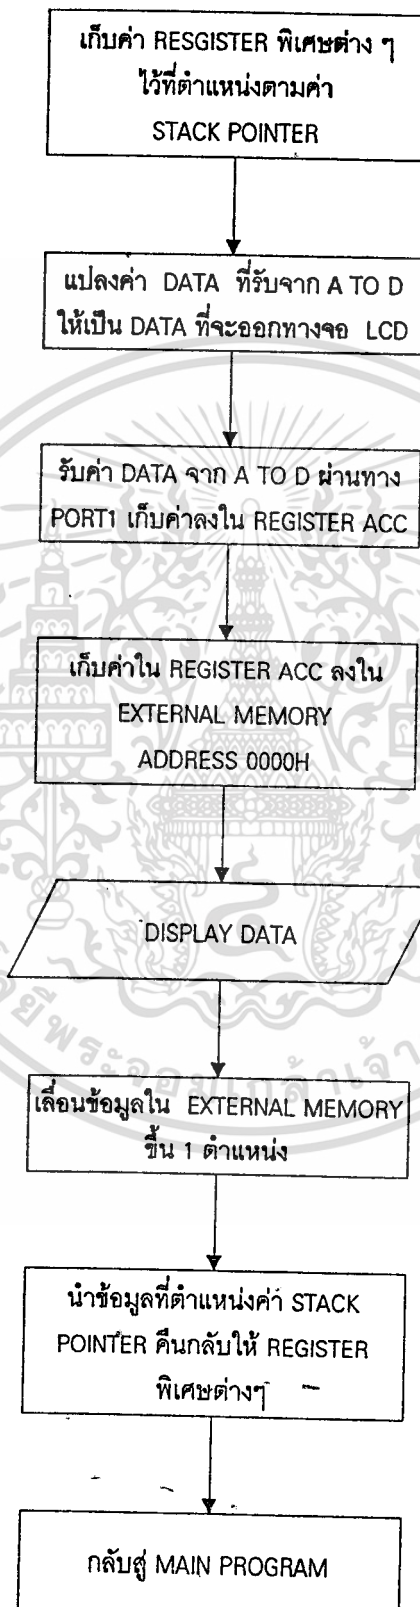 เก็บค่า RESGISTER พิเศษต่าง ๆ
ไว้ที่ตำแหน่งตามค่า
STACK POINTER
แปลงค่า DATA ที่รับจาก A TO D
ให้เป็น DATA ที่จะออกทางจอ LCD
รับค่า DATA จาก A TO D ผ่านทาง
PORT1 เก็บค่าลงใน REGISTER ACC
เก็บค่าใน REGISTER ACC ลงใน
EXTERNAL MEMORY
ADDRESS 0000H
DISPLAY DATA
เลื่อนข้อมูลใน EXTERNAL MEMORY
ขึ้น 1 ตำแหน่ง
นำข้อมูลที่ตำแหน่งค่า STACK
POINTER คืนกลับให้ REGISTER
พิเศษต่างๆ
กลับสู่ MAIN PROGRAM